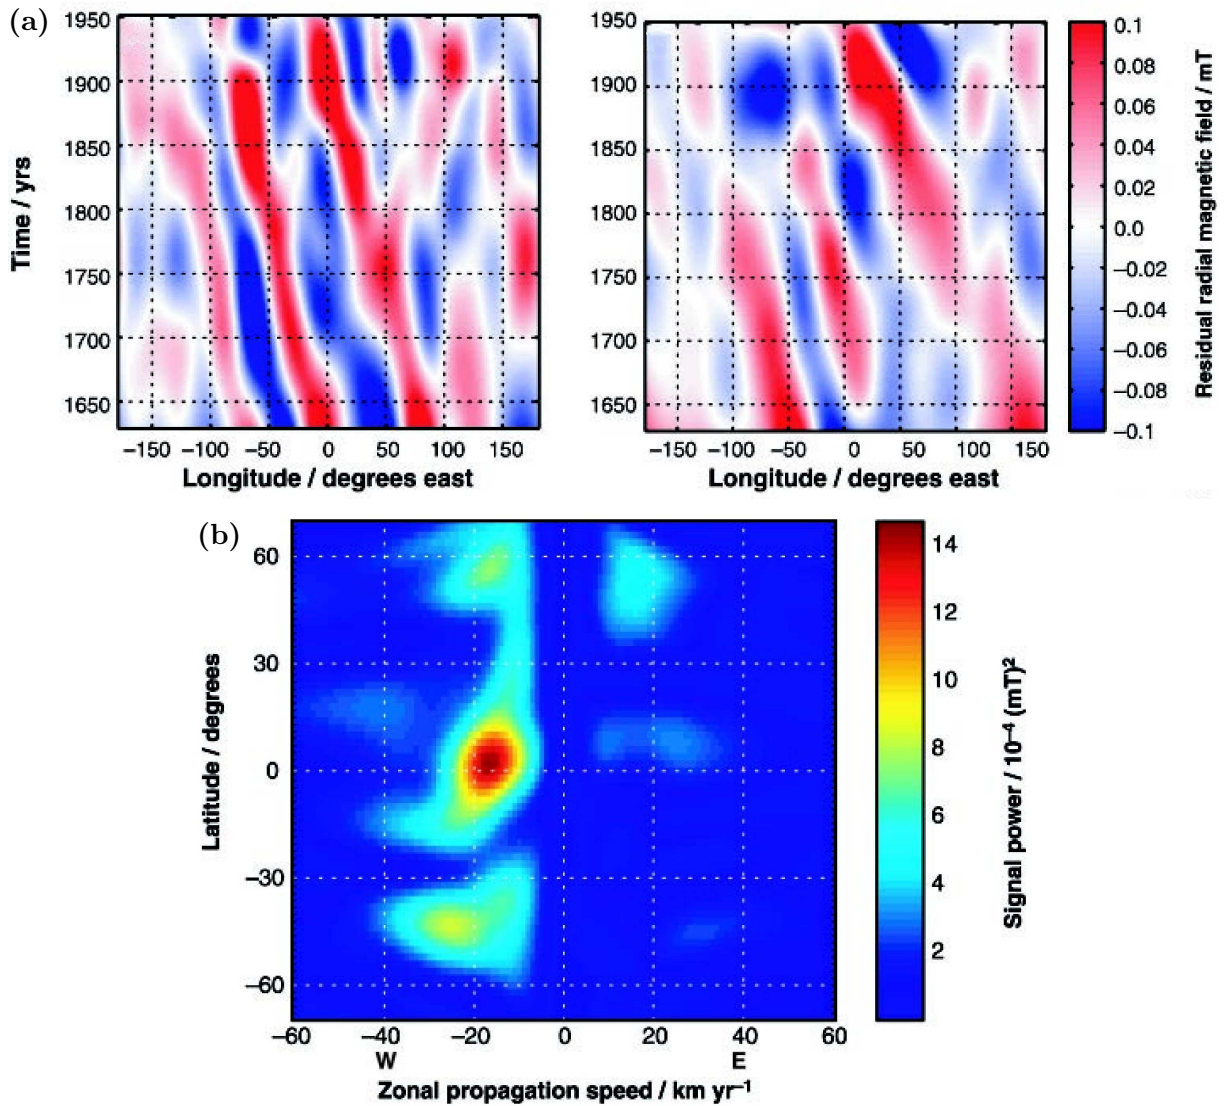 (a)
1950
1900
1850
1800
1750
1700
1650
Time / yrs
−150 −100 −50 0 50 100 150
Longitude / degrees east
1950
1900
1850
1800
1750
1700
1650
−150 −100 −50 0 50 100 150
Longitude / degrees east
0.1
0.08
0.06
0.04
0.02
0.0
−0.02
−0.04
−0.06
−0.08
−0.1
Residual radial magnetic field / mT
(b)
60
30
0
−30
−60
Latitude / degrees
−60 −40 −20 0 20 40 60
W E
Zonal propagation speed / km yr⁻¹
14
12
10
8
6
4
2
Signal power / 10⁻⁴ (mT)²